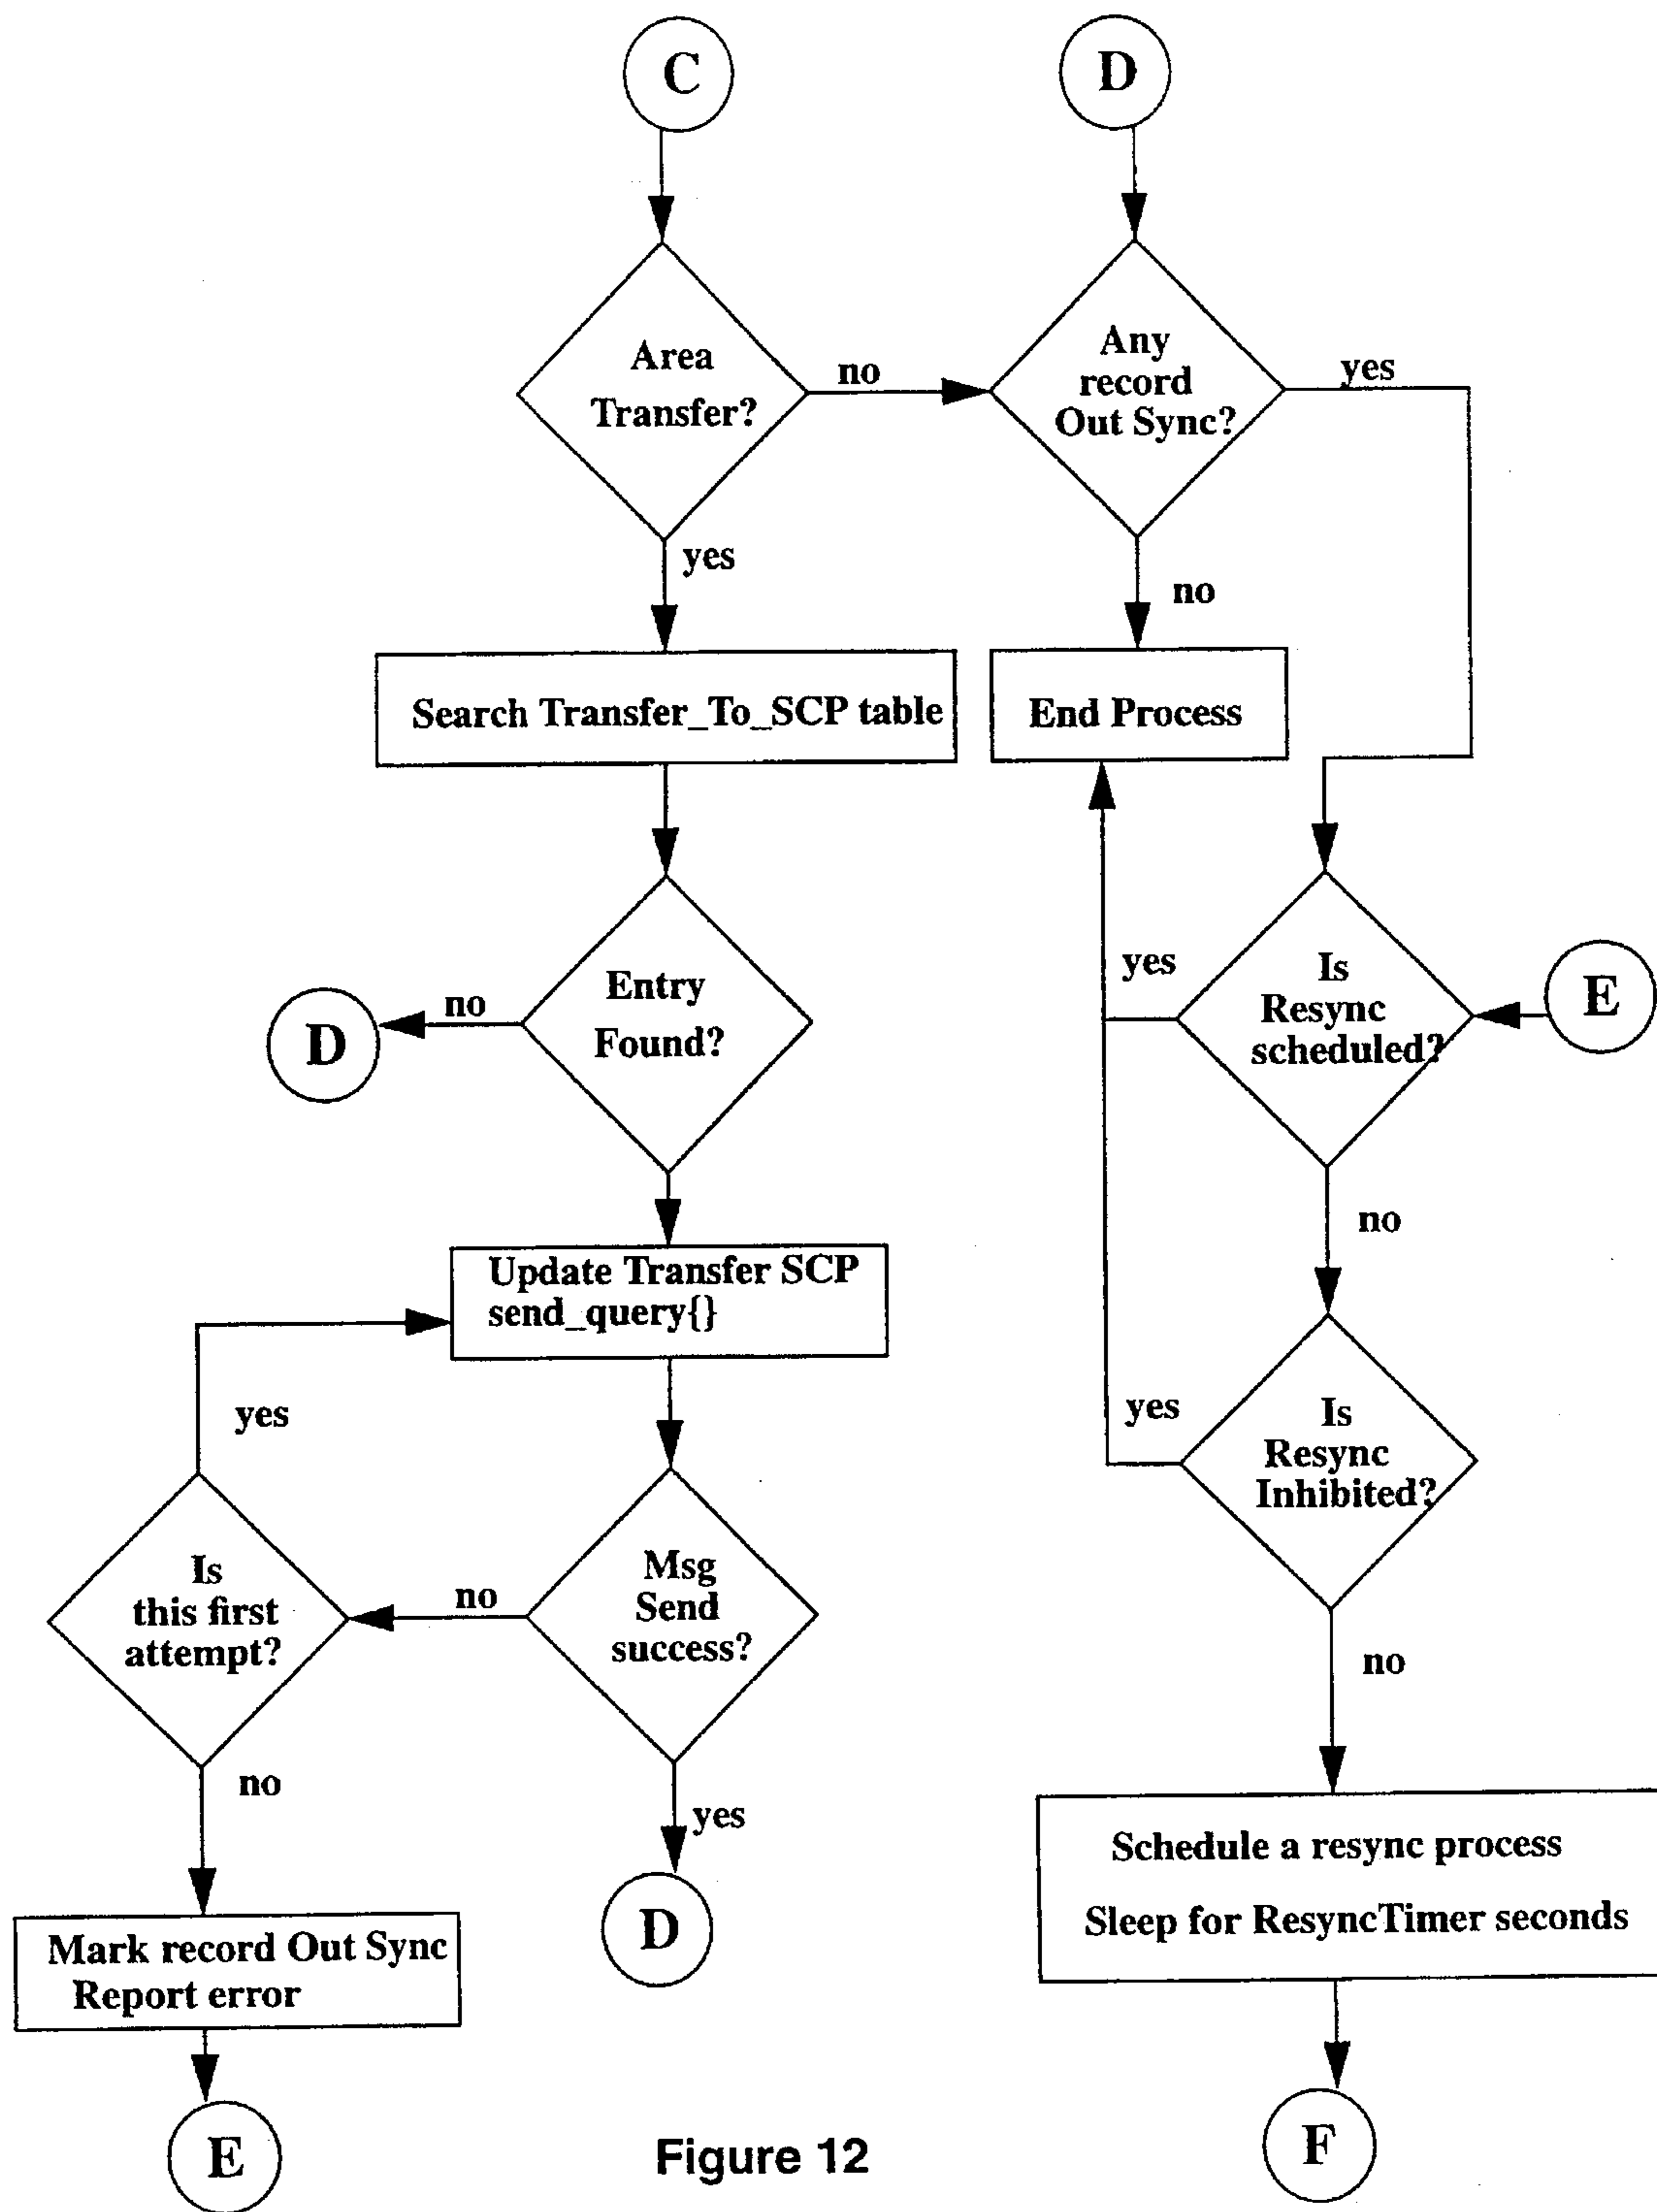 C
D
Area
Transfer?
no
Any
record
Out Sync?
yes
yes
no
Search Transfer_To_SCP table
End Process
Entry
Found?
no
D
yes
Is
Resync
scheduled?
E
no
Update Transfer SCP
send_query{}
yes
yes
Is
Resync
Inhibited?
Is
this first
attempt?
no
Msg
Send
success?
no
no
yes
Schedule a resync process
Sleep for ResyncTimer seconds
D
Mark record Out Sync
Report error
E
F
Figure 12